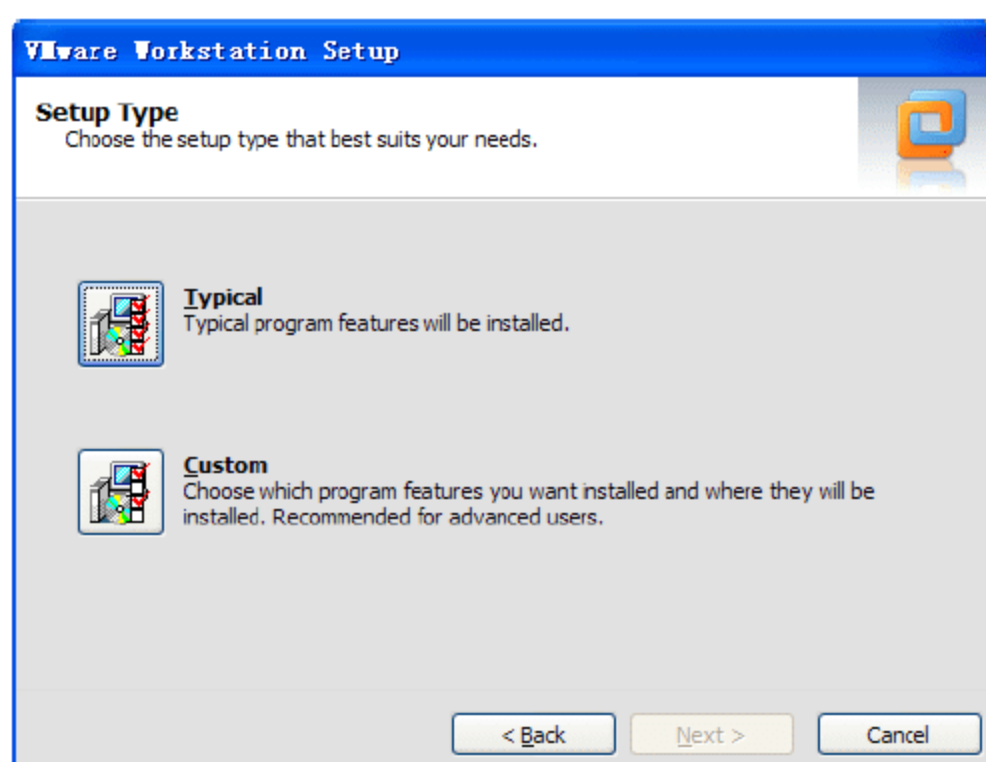 VMware Workstation Setup
Setup Type
Choose the setup type that best suits your needs.
Typical
Typical program features will be installed.
Custom
Choose which program features you want installed and where they will be
installed. Recommended for advanced users.
< Back Next > Cancel